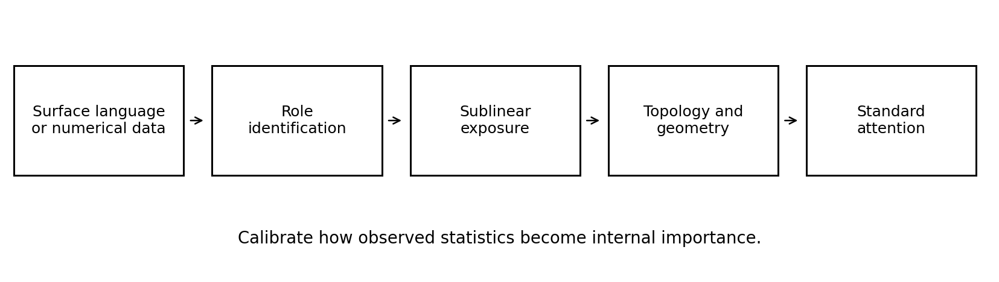 Surface language
or numerical data
Role
identification
Sublinear
exposure
Topology and
geometry
Standard
attention
Calibrate how observed statistics become internal importance.